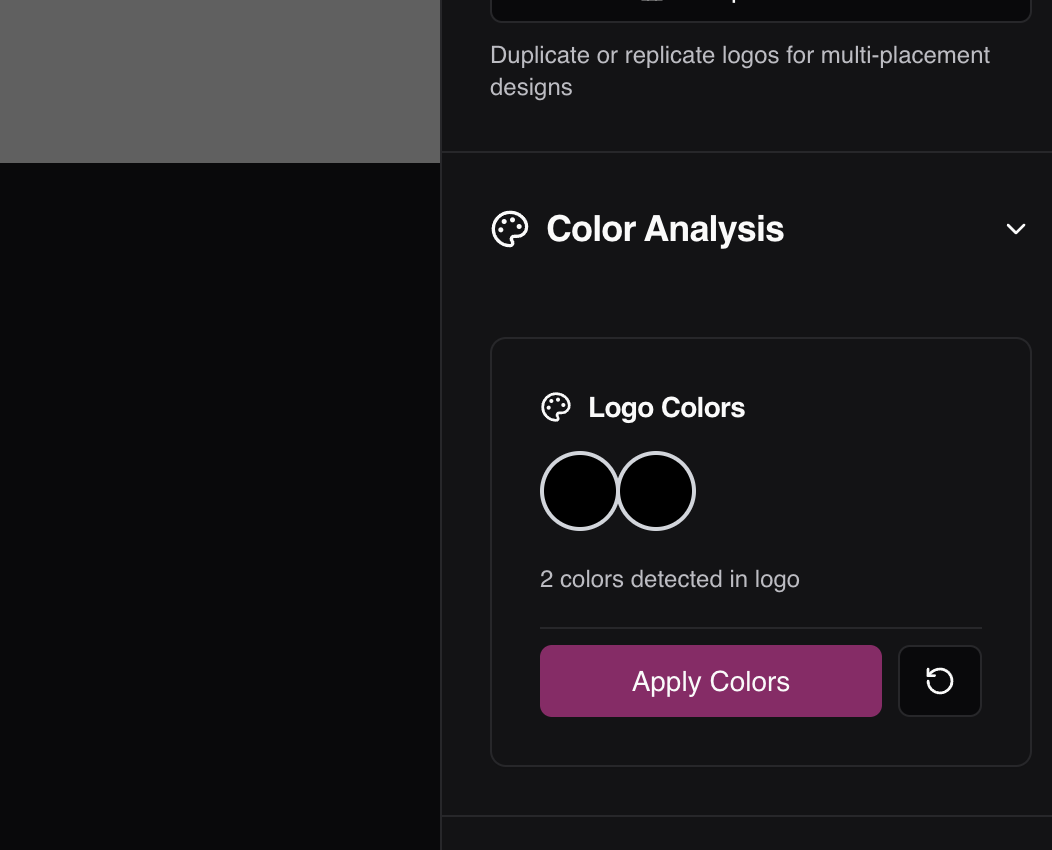 Duplicate or replicate logos for multi-placement
designs
Color Analysis
Logo Colors
2 colors detected in logo
Apply Colors